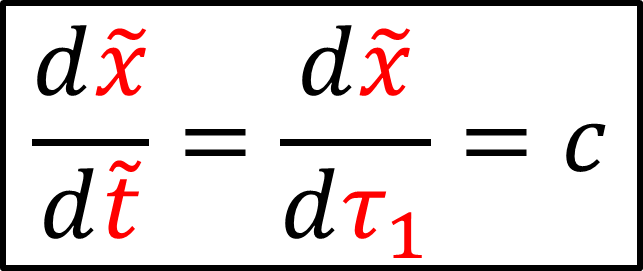 dx̃/dt̃ = dx̃/dτ₁ = c